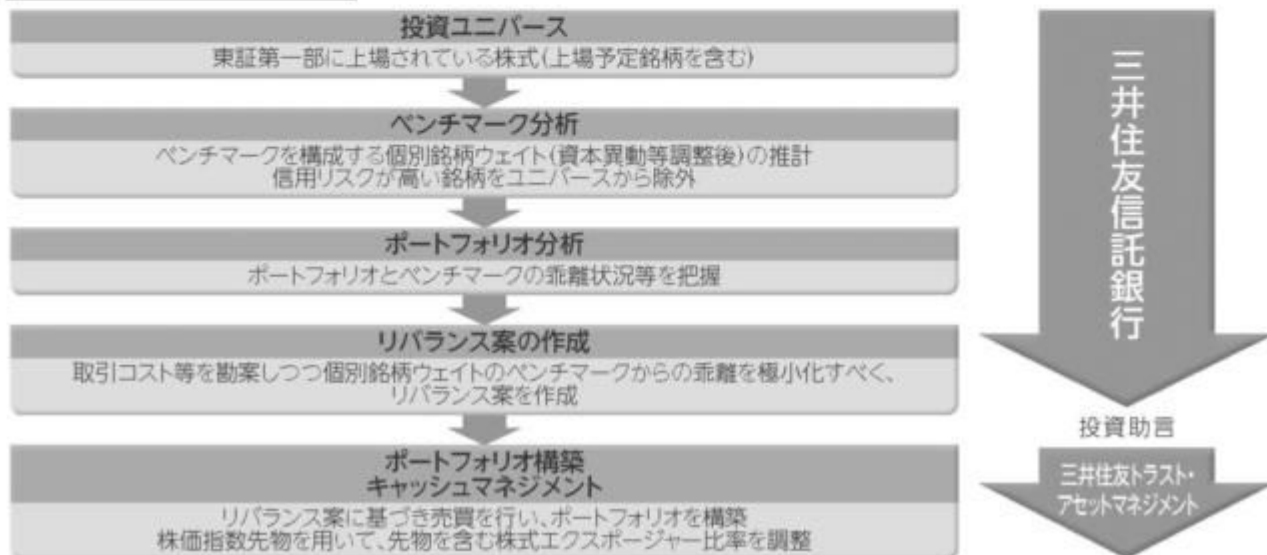 投資ユニバース
東証第一部に上場されている株式(上場予定銘柄を含む)
ベンチマーク分析
ベンチマークを構成する個別銘柄ウェイト(資本異動等調整後)の推計
信用リスクが高い銘柄をユニバースから除外
ポートフォリオ分析
ポートフォリオとベンチマークの乖離状況等を把握
リバランス案の作成
取引コスト等を勘案しつつ個別銘柄ウェイトのベンチマークからの乖離を極小化すべく、
リバランス案を作成
ポートフォリオ構築
キャッシュマネジメント
リバランス案に基づき売買を行い、ポートフォリオを構築
株価指数先物を用いて、先物を含む株式エクスポージャー比率を調整
三井住友信託銀行
投資助言
三井住友トラスト・
アセットマネジメント